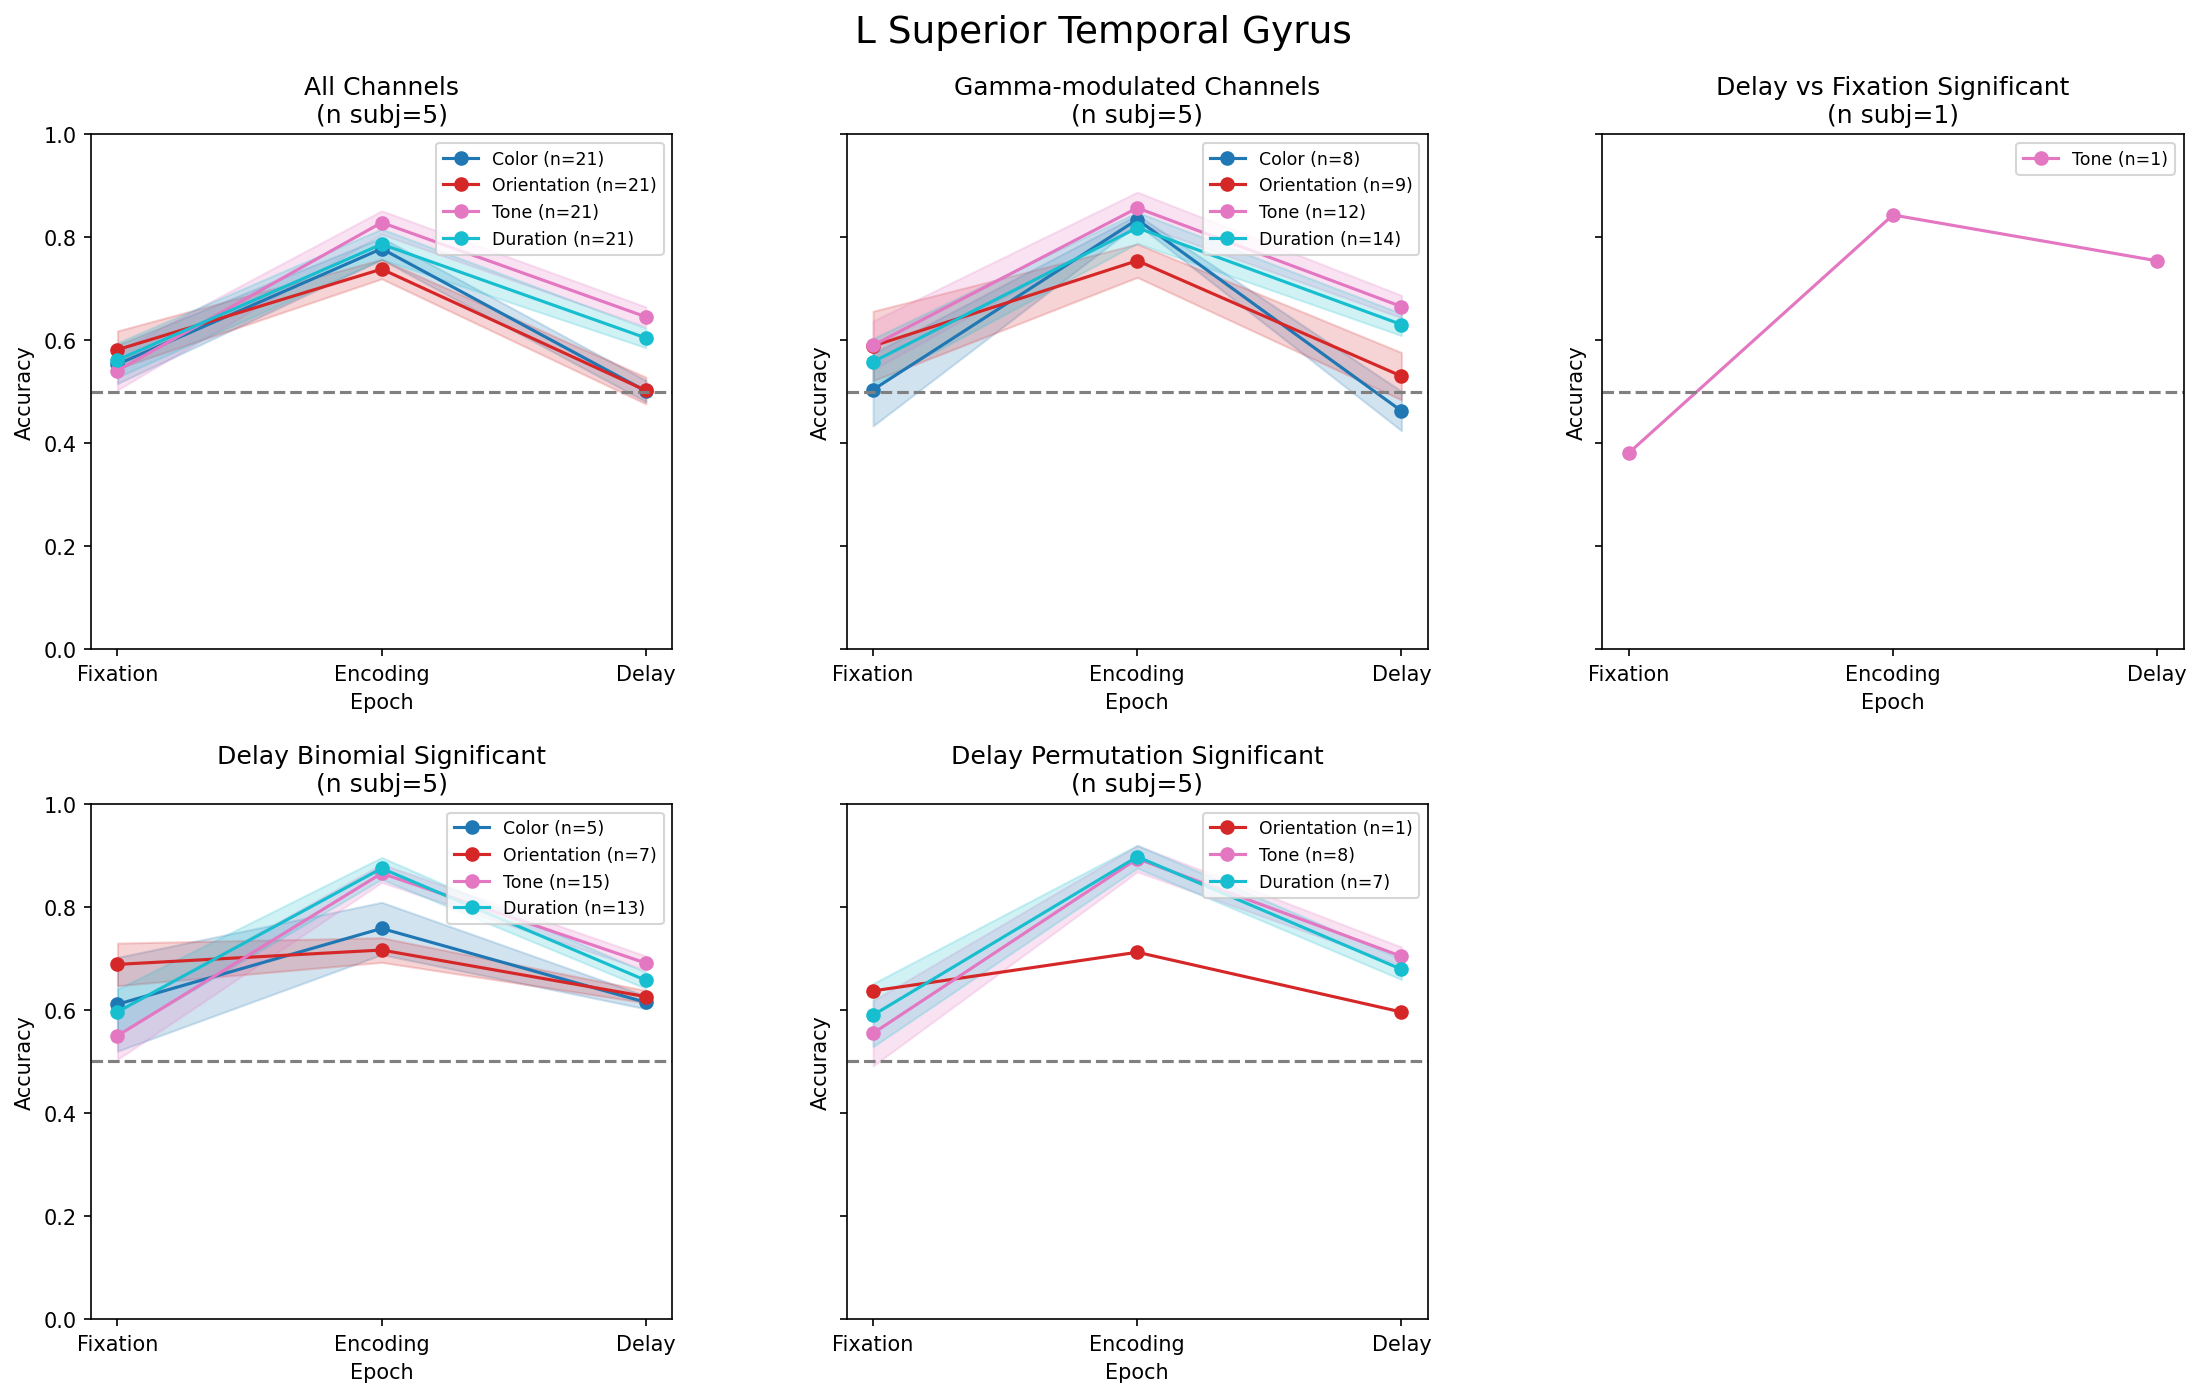 L Superior Temporal Gyrus
All Channels
(n subj=5)
1.0
0.8
0.6
0.4
0.2
0.0
Accuracy
Color (n=21)
Orientation (n=21)
Tone (n=21)
Duration (n=21)
Fixation Encoding Delay
Epoch
Gamma-modulated Channels
(n subj=5)
Accuracy
Color (n=8)
Orientation (n=9)
Tone (n=12)
Duration (n=14)
Fixation Encoding Delay
Epoch
Delay vs Fixation Significant
(n subj=1)
Accuracy
Tone (n=1)
Fixation Encoding Delay
Epoch
Delay Binomial Significant
(n subj=5)
1.0
0.8
0.6
0.4
0.2
0.0
Accuracy
Color (n=5)
Orientation (n=7)
Tone (n=15)
Duration (n=13)
Fixation Encoding Delay
Epoch
Delay Permutation Significant
(n subj=5)
Accuracy
Orientation (n=1)
Tone (n=8)
Duration (n=7)
Fixation Encoding Delay
Epoch